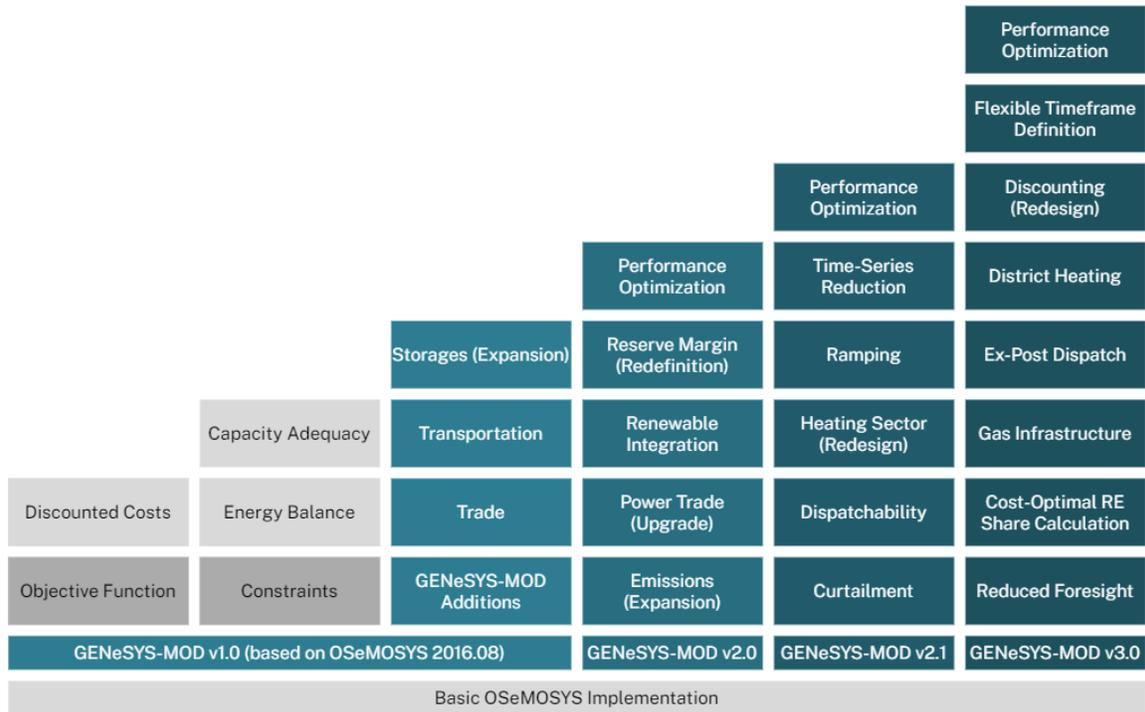 Performance
Optimization
Flexible Timeframe
Definition
Performance
Optimization
Discounting
(Redesign)
Performance
Optimization
Time-Series
Reduction
District Heating
Storages (Expansion)
Reserve Margin
(Redefinition)
Ramping
Ex-Post Dispatch
Capacity Adequacy
Transportation
Renewable
Integration
Heating Sector
(Redesign)
Gas Infrastructure
Discounted Costs
Energy Balance
Trade
Power Trade
(Upgrade)
Dispatchability
Cost-Optimal RE
Share Calculation
Objective Function
Constraints
GENeSYS-MOD
Additions
Emissions
(Expansion)
Curtailment
Reduced Foresight
GENeSYS-MOD v1.0 (based on OSeMOSYS 2016.08)
GENeSYS-MOD v2.0
GENeSYS-MOD v2.1
GENeSYS-MOD v3.0
Basic OSeMOSYS Implementation